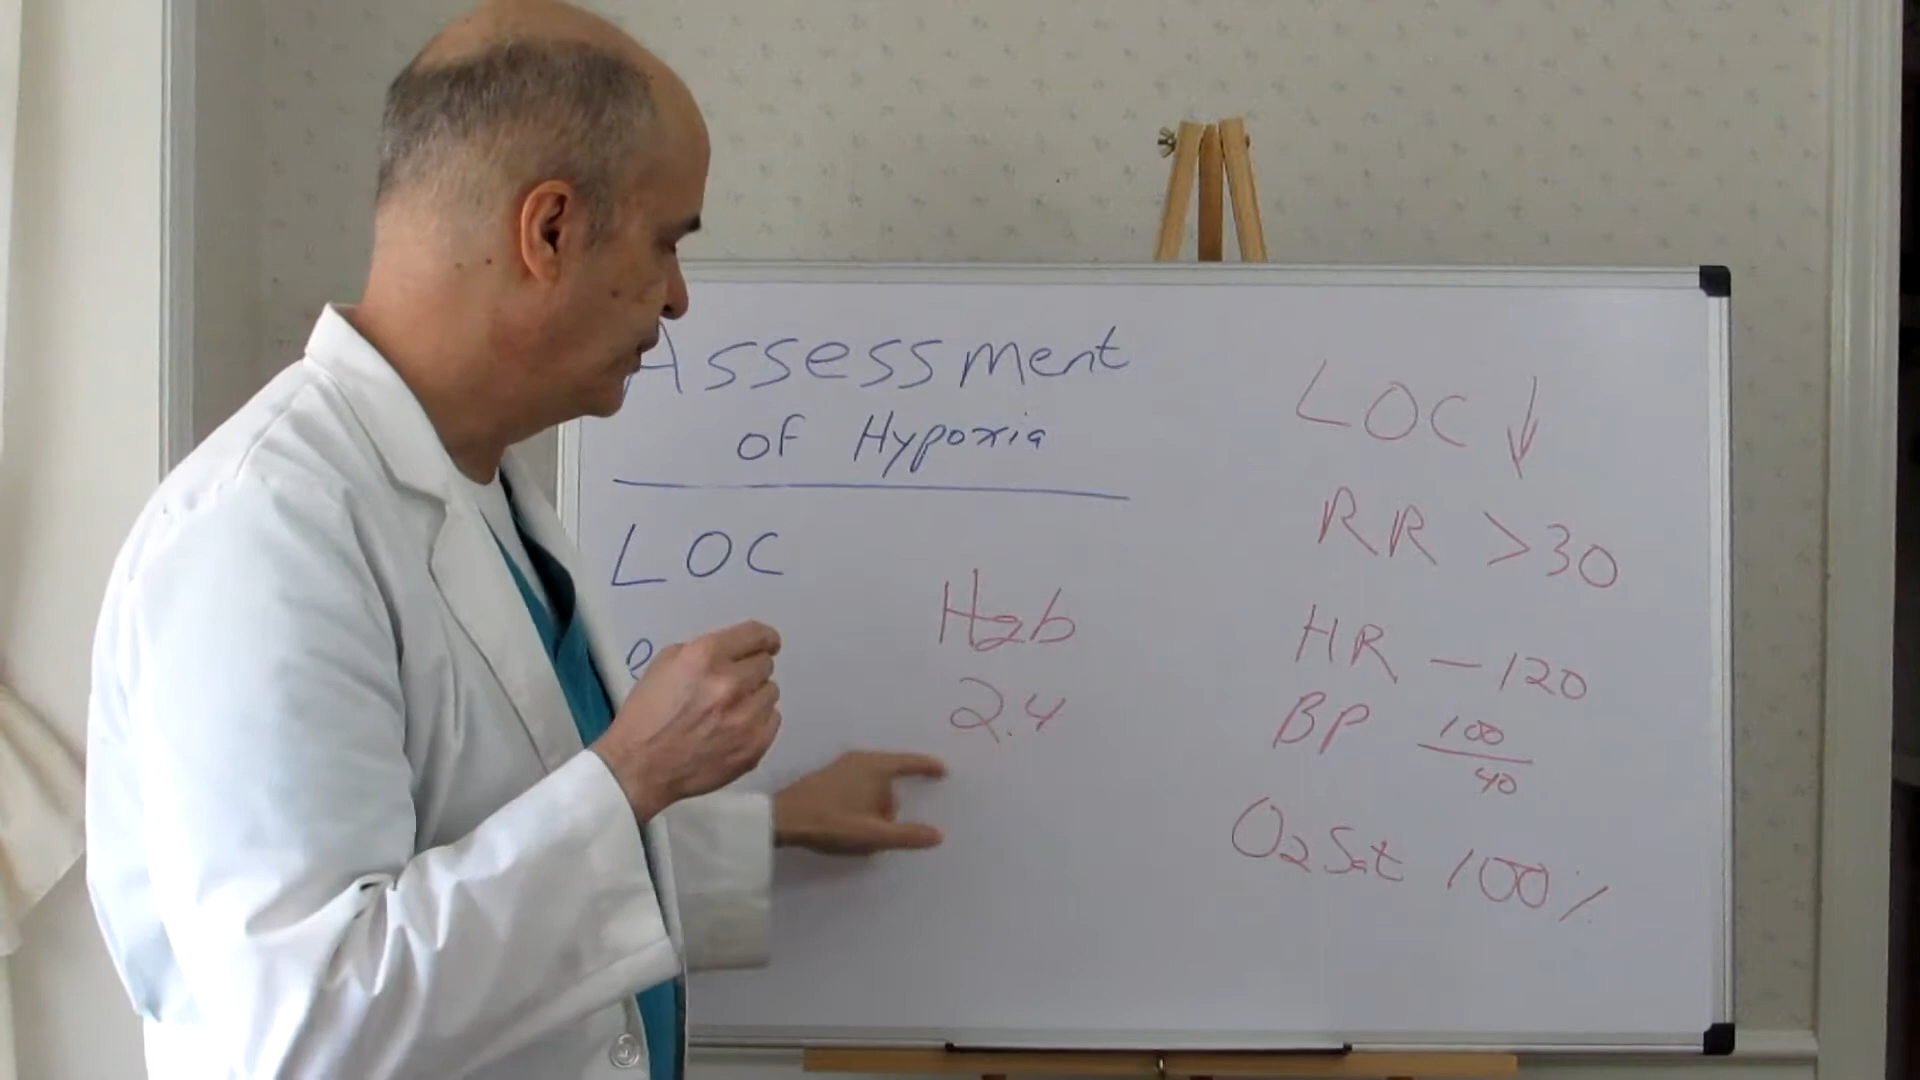 Assessment
of Hypoxia
LOC
Hgb
2.4
LOC ↓
RR >30
HR — 120
BP 100/40
O2 Sat 100%